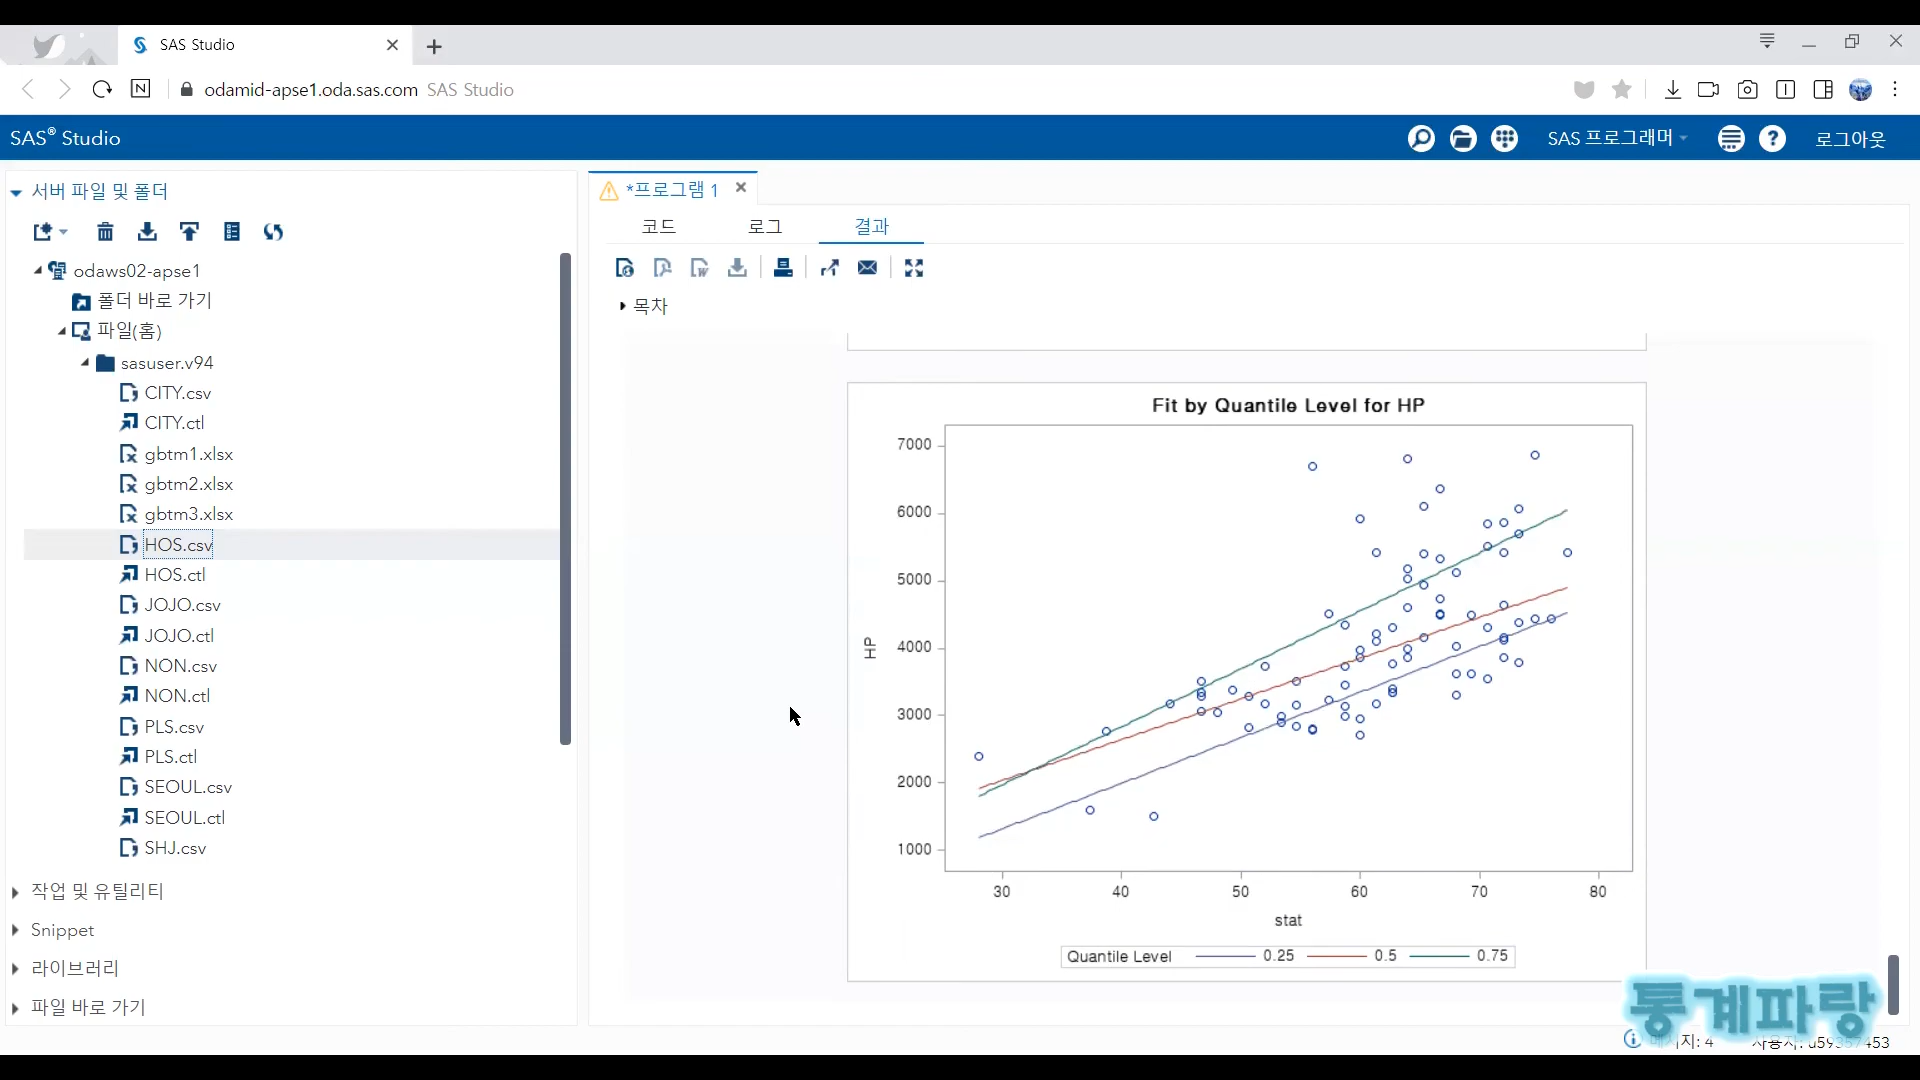 SAS Studio
odamid-apse1.oda.sas.com SAS Studio
SAS® Studio
SAS 프로그래머
로그아웃
서버 파일 및 폴더
odaws02-apse1
폴더 바로 가기
파일(홈)
sasuser.v94
CITY.csv
CITY.ctl
gbtm1.xlsx
gbtm2.xlsx
gbtm3.xlsx
HOS.csv
HOS.ctl
JOJO.csv
JOJO.ctl
NON.csv
NON.ctl
PLS.csv
PLS.ctl
SEOUL.csv
SEOUL.ctl
SHJ.csv
작업 및 유틸리티
Snippet
라이브러리
파일 바로 가기
*프로그램 1
코드 로그 결과
목차
Fit by Quantile Level for HP
7000
6000
5000
4000
3000
2000
1000
HP
30 40 50 60 70 80
stat
Quantile Level 0.25 0.5 0.75
통계파랑
메시지: 4